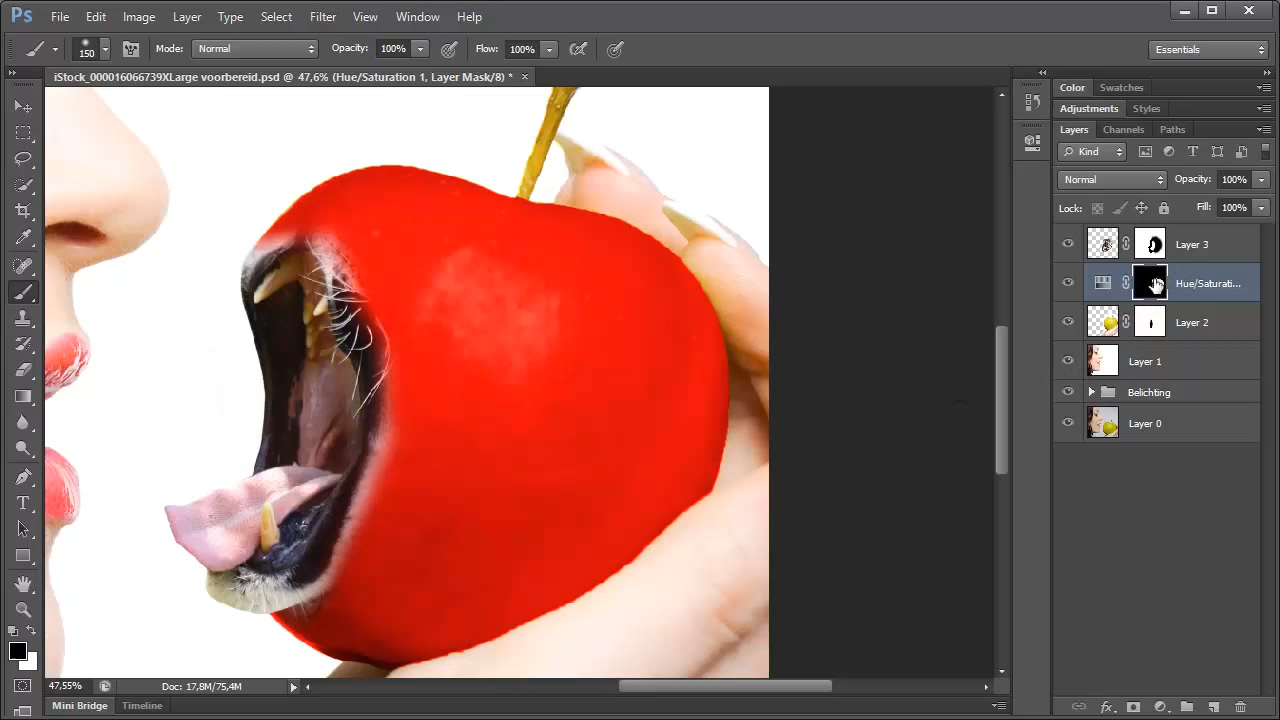 Ps File Edit Image Layer Type Select Filter View Window Help
150 Mode: Normal Opacity: 100% Flow: 100% Essentials
iStock_000016066739XLarge voorbereid.psd @ 47,6% (Hue/Saturation 1, Layer Mask/8) *
Color Swatches
Adjustments Styles
Layers Channels Paths
Kind
Normal Opacity: 100%
Lock: Fill: 100%
Layer 3
Hue/Saturati...
Layer 2
Layer 1
Belichting
Layer 0
47,55% Doc: 17,8M/75,4M
Mini Bridge Timeline